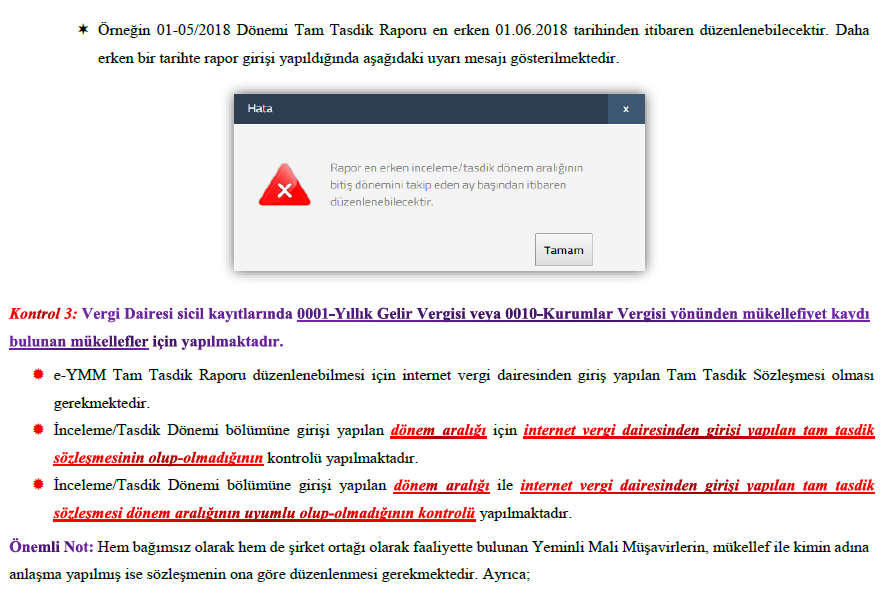 ✶ Örneğin 01-05/2018 Dönemi Tam Tasdik Raporu en erken 01.06.2018 tarihinden itibaren düzenlenebilecektir. Daha
erken bir tarihte rapor girişi yapıldığında aşağıdaki uyarı mesajı gösterilmektedir.
Hata x
Rapor en erken inceleme/tasdik dönem aralığının
bitiş dönemini takip eden ay başından itibaren
düzenlenebilecektir.
Tamam
Kontrol 3: Vergi Dairesi sicil kayıtlarında 0001-Yıllık Gelir Vergisi veya 0010-Kurumlar Vergisi yönünden mükellefiyet kaydı
bulunan mükellefler için yapılmaktadır.
e-YMM Tam Tasdik Raporu düzenlenebilmesi için internet vergi dairesinden giriş yapılan Tam Tasdik Sözleşmesi olması
gerekmektedir.
İnceleme/Tasdik Dönemi bölümüne girişi yapılan dönem aralığı için internet vergi dairesinden girişi yapılan tam tasdik
sözleşmesinin olup-olmadığının kontrolü yapılmaktadır.
İnceleme/Tasdik Dönemi bölümüne girişi yapılan dönem aralığı ile internet vergi dairesinden girişi yapılan tam tasdik
sözleşmesi dönem aralığının uyumlu olup-olmadığının kontrolü yapılmaktadır.
Önemli Not: Hem bağımsız olarak hem de şirket ortağı olarak faaliyette bulunan Yeminli Mali Müşavirlerin, mükellef ile kimin adına
anlaşma yapılmış ise sözleşmenin ona göre düzenlenmesi gerekmektedir. Ayrıca;